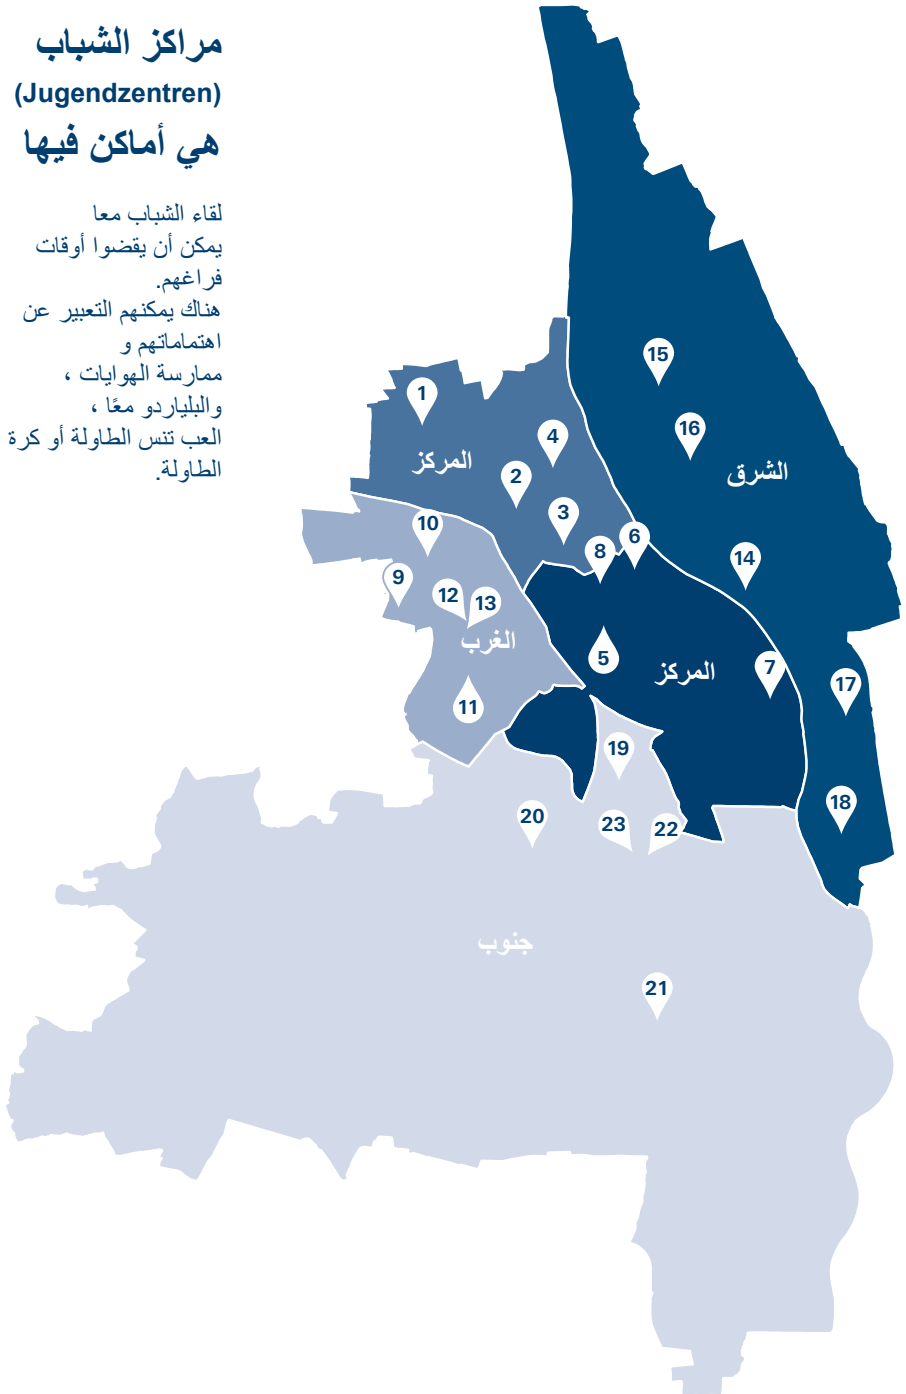 مراكز الشباب
(Jugendzentren)
هي أماكن فيها
لقاء الشباب معا
يمكن أن يقضوا أوقات
فراغهم.
هناك يمكنهم التعبير عن
اهتماماتهم و
ممارسة الهوايات ،
والبلياردو معًا ،
العب تنس الطاولة أو كرة
الطاولة.
15
1
16
4
المركز
الشرق
2
3
10
6
8
14
9
12
13
الغرب
5
المركز
7
17
11
19
18
20
23
22
جنوب
21